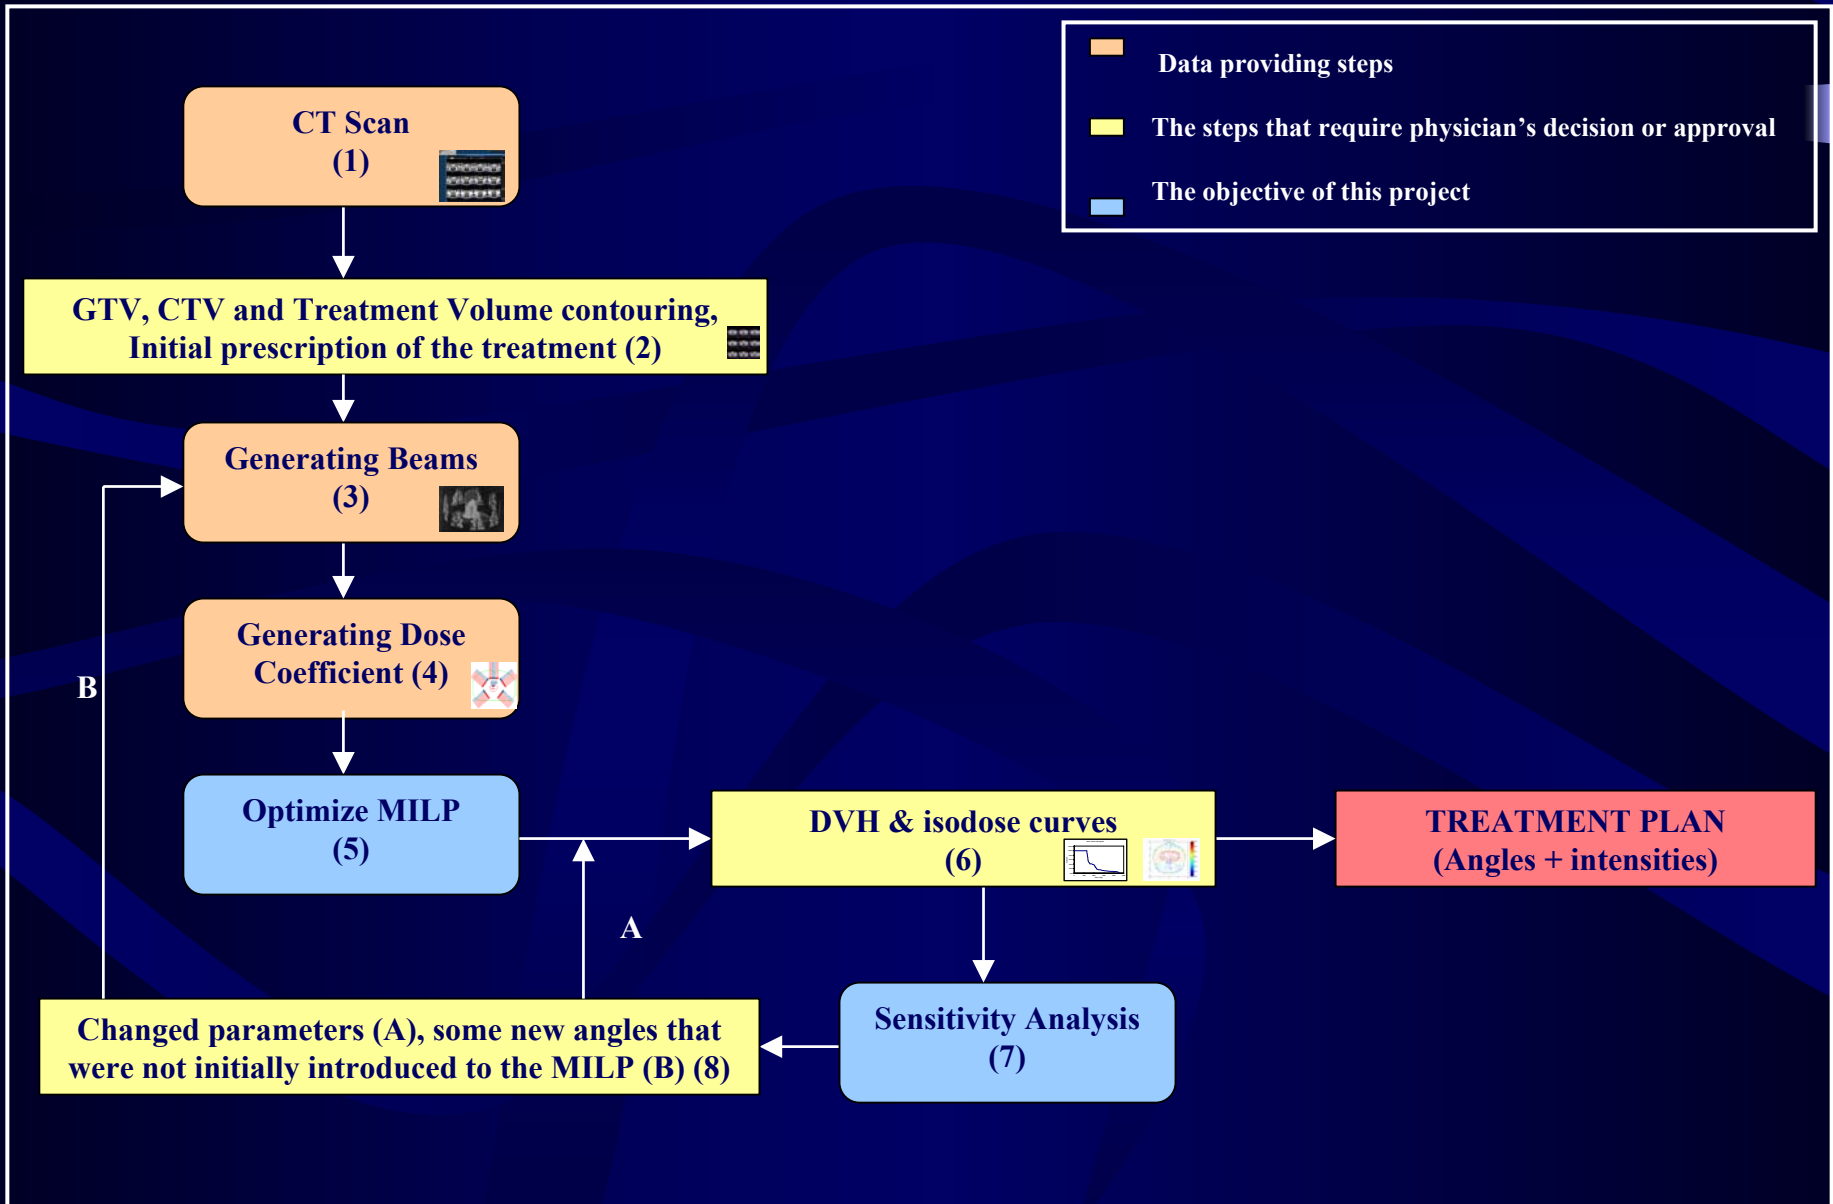 Data providing steps
The steps that require physician’s decision or approval
The objective of this project
CT Scan
(1)
GTV, CTV and Treatment Volume contouring,
Initial prescription of the treatment (2)
Generating Beams
(3)
Generating Dose
Coefficient (4)
B
Optimize MILP
(5)
DVH & isodose curves
(6)
TREATMENT PLAN
(Angles + intensities)
A
Sensitivity Analysis
(7)
Changed parameters (A), some new angles that
were not initially introduced to the MILP (B) (8)